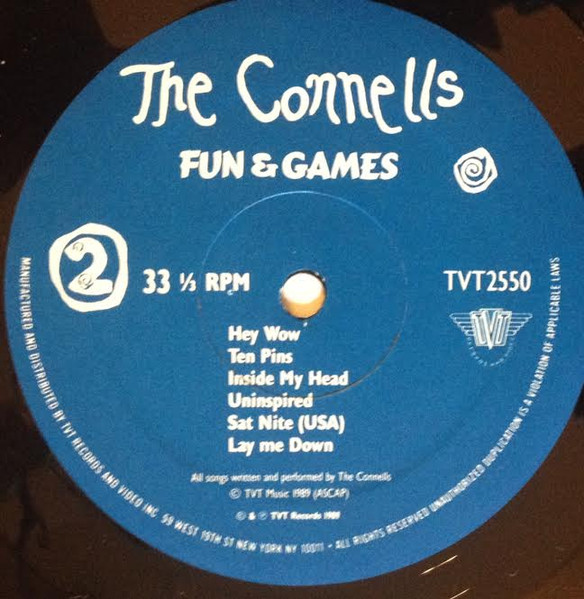 The Connells
FUN & GAMES
2
33 ⅓ RPM
TVT2550
TVT
Hey Wow
Ten Pins
Inside My Head
Uninspired
Sat Nite (USA)
Lay me Down
All songs written and performed by The Connells
© TVT Music 1989 (ASCAP)
© & ℗ TVT Records 1989
MANUFACTURED AND DISTRIBUTED BY TVT RECORDS AND VIDEO INC 59 WEST 19TH ST NEW YORK NY 10011 - ALL RIGHTS RESERVED UNAUTHORIZED DUPLICATION IS A VIOLATION OF APPLICABLE LAWS